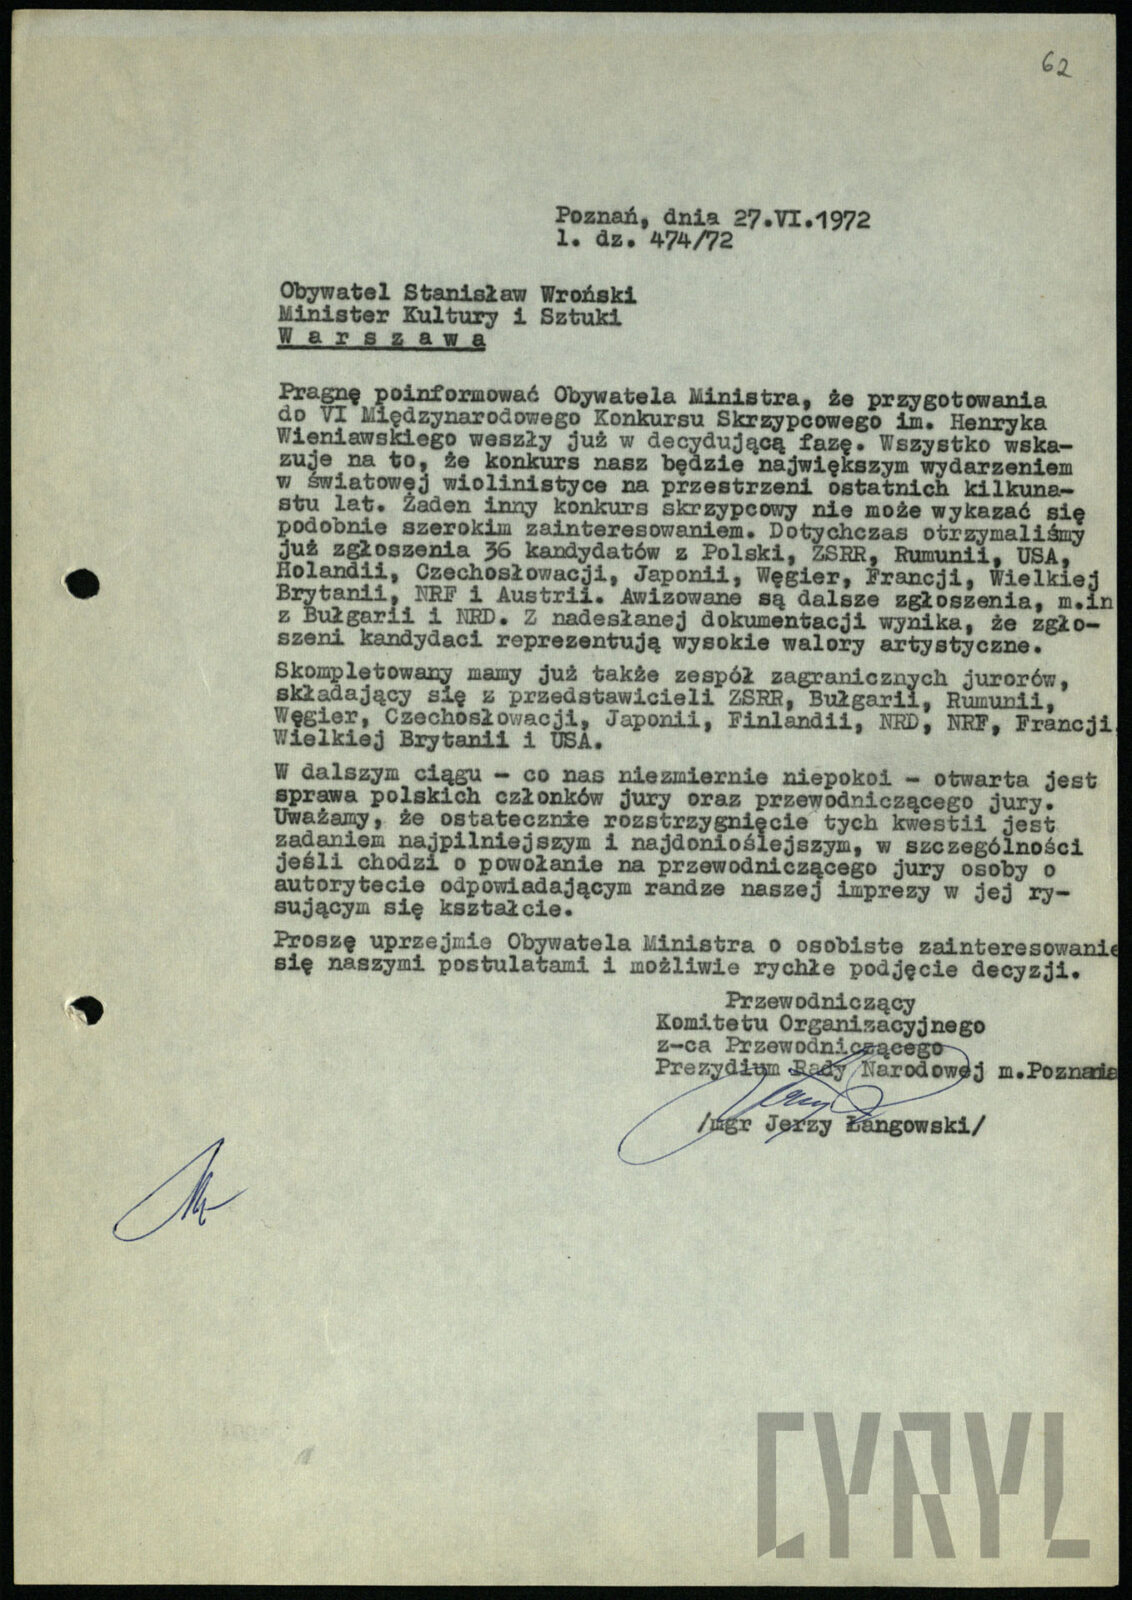 62
Poznań, dnia 27.VI.1972
l. dz. 474/72
Obywatel Stanisław Wroński
Minister Kultury i Sztuki
W a r s z a w a
Pragnę poinformować Obywatela Ministra, że przygotowania
do VI Międzynarodowego Konkursu Skrzypcowego im. Henryka
Wieniawskiego weszły już w decydującą fazę. Wszystko wska-
zuje na to, że konkurs nasz będzie największym wydarzeniem
w światowej wiolinistyce na przestrzeni ostatnich kilkuna-
stu lat. Żaden inny konkurs skrzypcowy nie może wykazać się
podobnie szerokim zainteresowaniem. Dotychczas otrzymaliśmy
już zgłoszenia 36 kandydatów z Polski, ZSRR, Rumunii, USA,
Holandii, Czechosłowacji, Japonii, Węgier, Francji, Wielkiej
Brytanii, NRF i Austrii. Awizowane są dalsze zgłoszenia, m.in
z Bułgarii i NRD. Z nadesłanej dokumentacji wynika, że zgło-
szeni kandydaci reprezentują wysokie walory artystyczne.
Skompletowany mamy już także zespół zagranicznych jurorów,
składający się z przedstawicieli ZSRR, Bułgarii, Rumunii,
Węgier, Czechosłowacji, Japonii, Finlandii, NRD, NRF, Francji,
Wielkiej Brytanii i USA.
W dalszym ciągu - co nas niezmiernie niepokoi - otwarta jest
sprawa polskich członków jury oraz przewodniczącego jury.
Uważamy, że ostatecznie rozstrzygnięcie tych kwestii jest
zadaniem najpilniejszym i najdonioślejszym, w szczególności
jeśli chodzi o powołanie na przewodniczącego jury osoby o
autorytecie odpowiadającym randze naszej imprezy w jej ry-
sującym się kształcie.
Proszę uprzejmie Obywatela Ministra o osobiste zainteresowanie
się naszymi postulatami i możliwie rychłe podjęcie decyzji.
Przewodniczący
Komitetu Organizacyjnego
z-ca Przewodniczącego
Prezydium Rady Narodowej m.Poznania
/mgr Jerzy Łangowski/
CYRYL